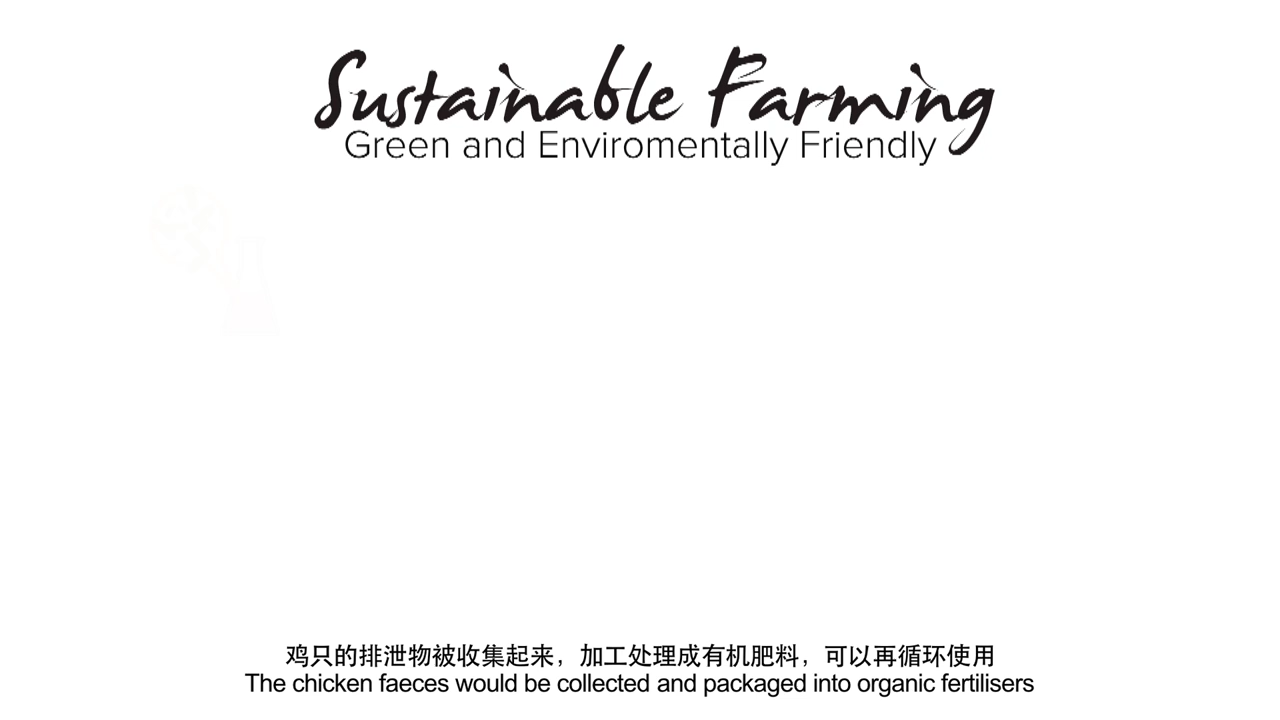 Sustainable Farming
Green and Enviromentally Friendly
鸡只的排泄物被收集起来，加工处理成有机肥料，可以再循环使用
The chicken faeces would be collected and packaged into organic fertilisers